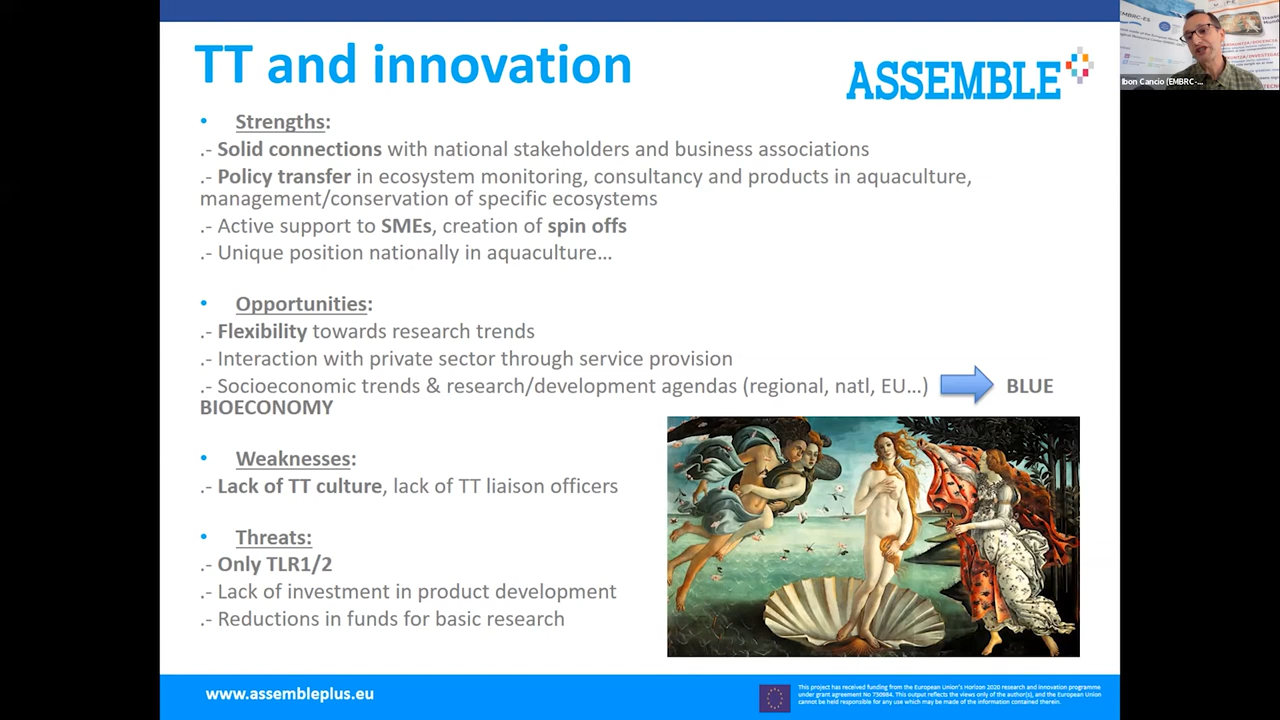 TT and innovation
ASSEMBLE
• Strengths:
.- Solid connections with national stakeholders and business associations
.- Policy transfer in ecosystem monitoring, consultancy and products in aquaculture,
management/conservation of specific ecosystems
.- Active support to SMEs, creation of spin offs
.- Unique position nationally in aquaculture…
• Opportunities:
.- Flexibility towards research trends
.- Interaction with private sector through service provision
.- Socioeconomic trends & research/development agendas (regional, natl, EU…) BLUE
BIOECONOMY
• Weaknesses:
.- Lack of TT culture, lack of TT liaison officers
• Threats:
.- Only TLR1/2
.- Lack of investment in product development
.- Reductions in funds for basic research
www.assembleplus.eu
This project has received funding from the European Union's Horizon 2020 research and innovation programme
under grant agreement No 730984. This output reflects the views only of the author(s), and the European Union
cannot be held responsible for any use which may be made of the information contained therein.
EMBRC-ES
Ibon Cancio (EMBRC-...